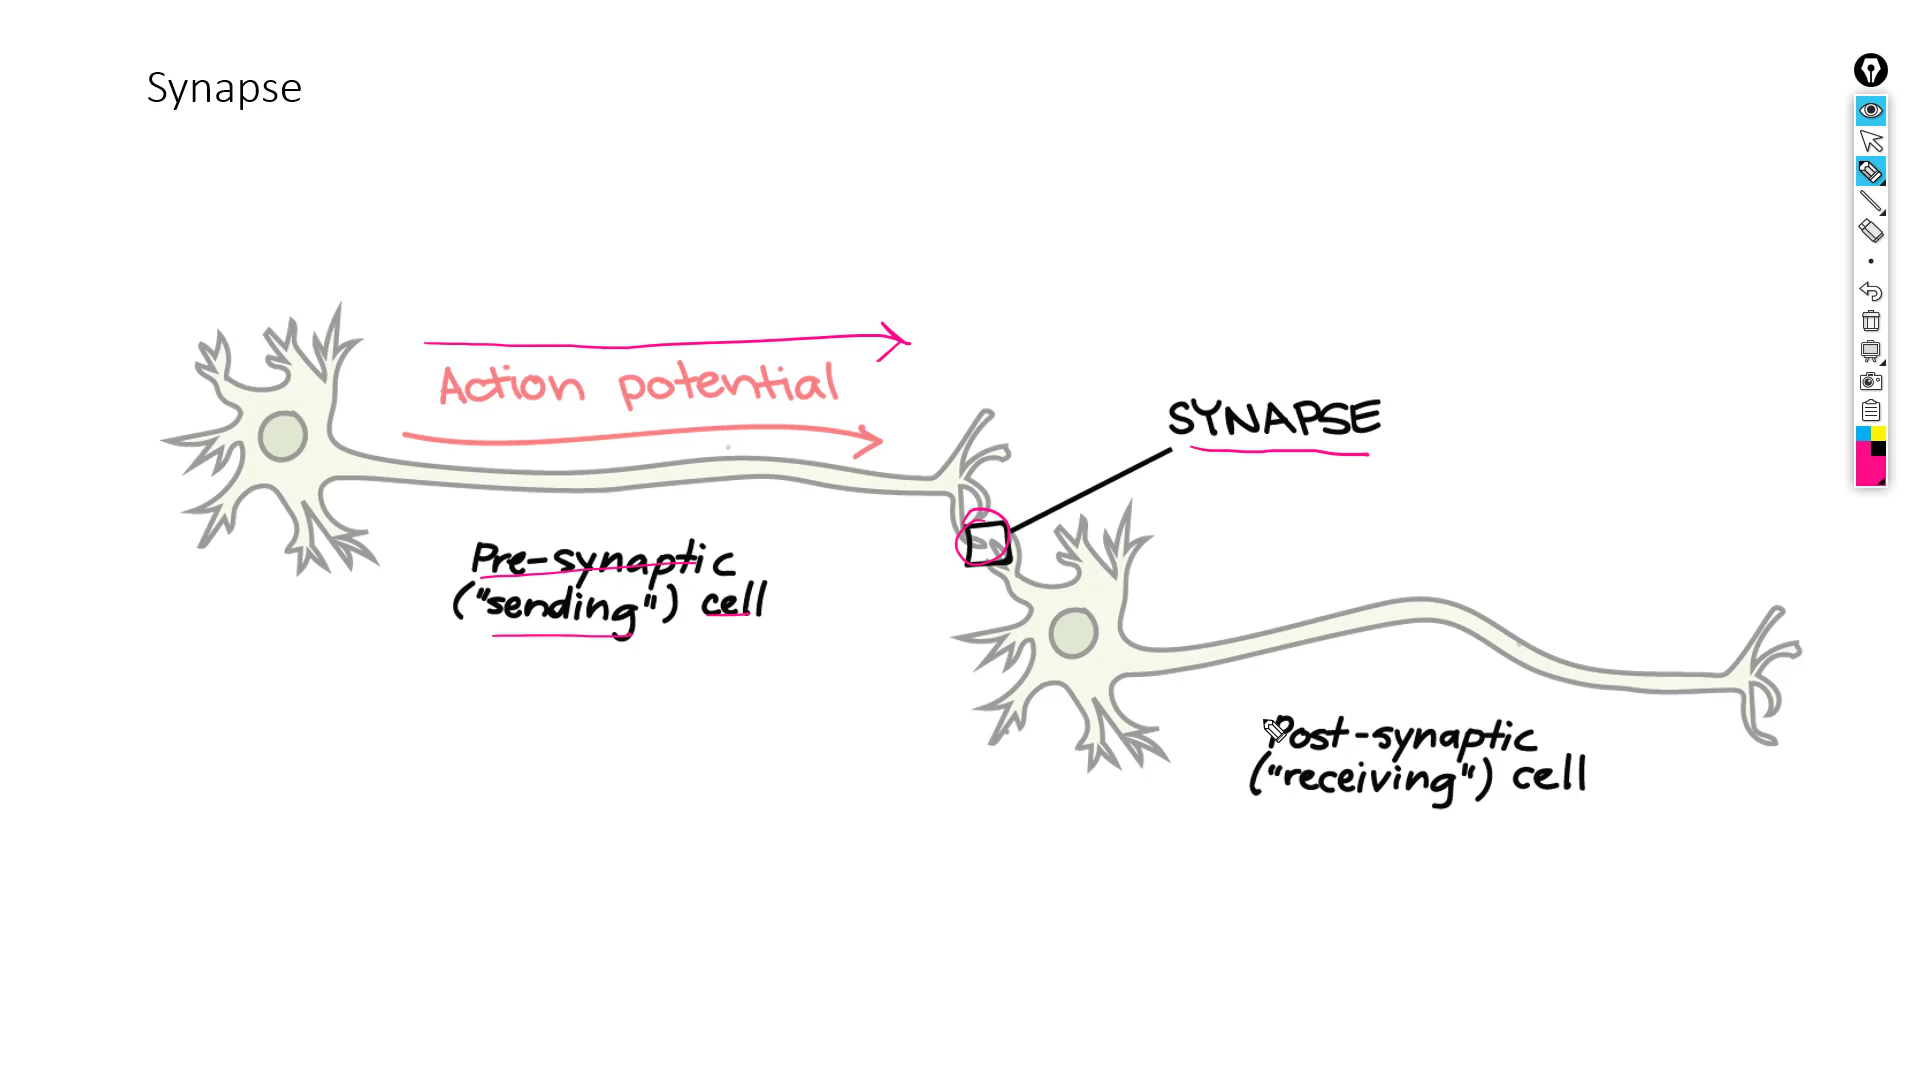 Synapse
Action potential
SYNAPSE
Pre-synaptic
("sending") cell
Post-synaptic
("receiving") cell